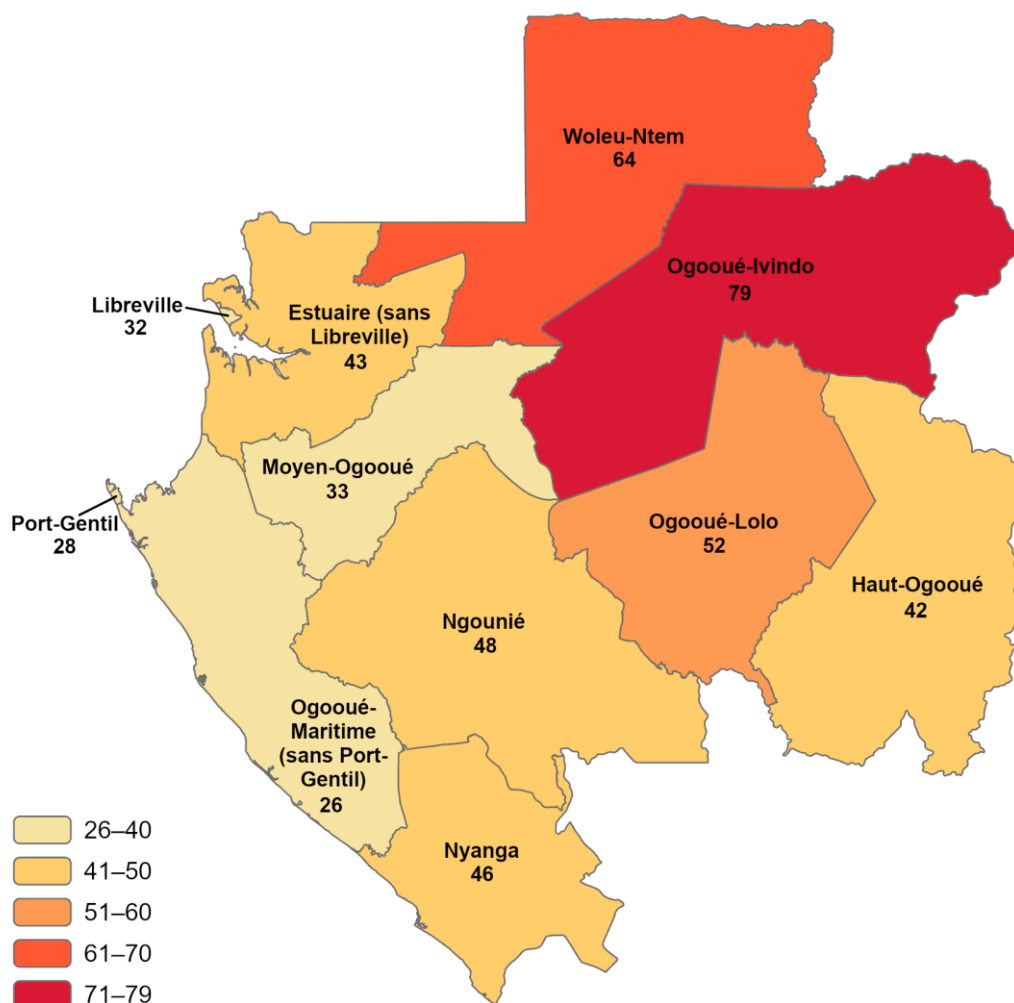 Woleu-Ntem
64
Ogooué-Ivindo
79
Libreville
32
Estuaire (sans
Libreville)
43
Moyen-Ogooué
33
Port-Gentil
28
Ogooué-Lolo
52
Haut-Ogooué
42
Ngounié
48
Ogooué-
Maritime
(sans Port-
Gentil)
26
Nyanga
46
26–40
41–50
51–60
61–70
71–79